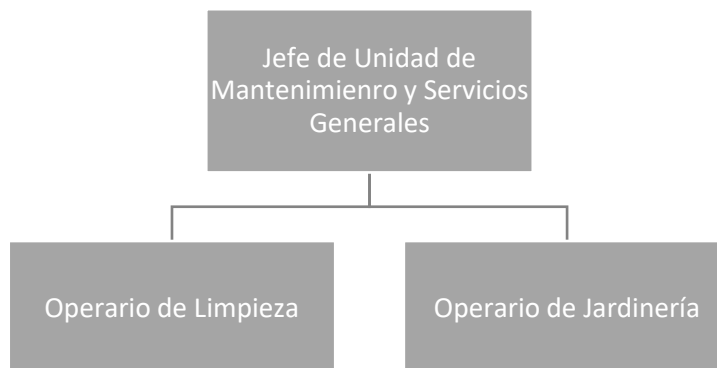 Jefe de Unidad de
Mantenimienro y Servicios
Generales
Operario de Limpieza
Operario de Jardinería